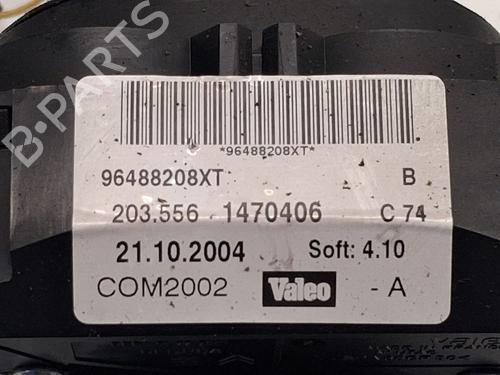 B-PARTS
*96488208XT*
96488208XT B
203.556 1470406 C 74
21.10.2004 Soft: 4.10
COM2002 Valeo - A